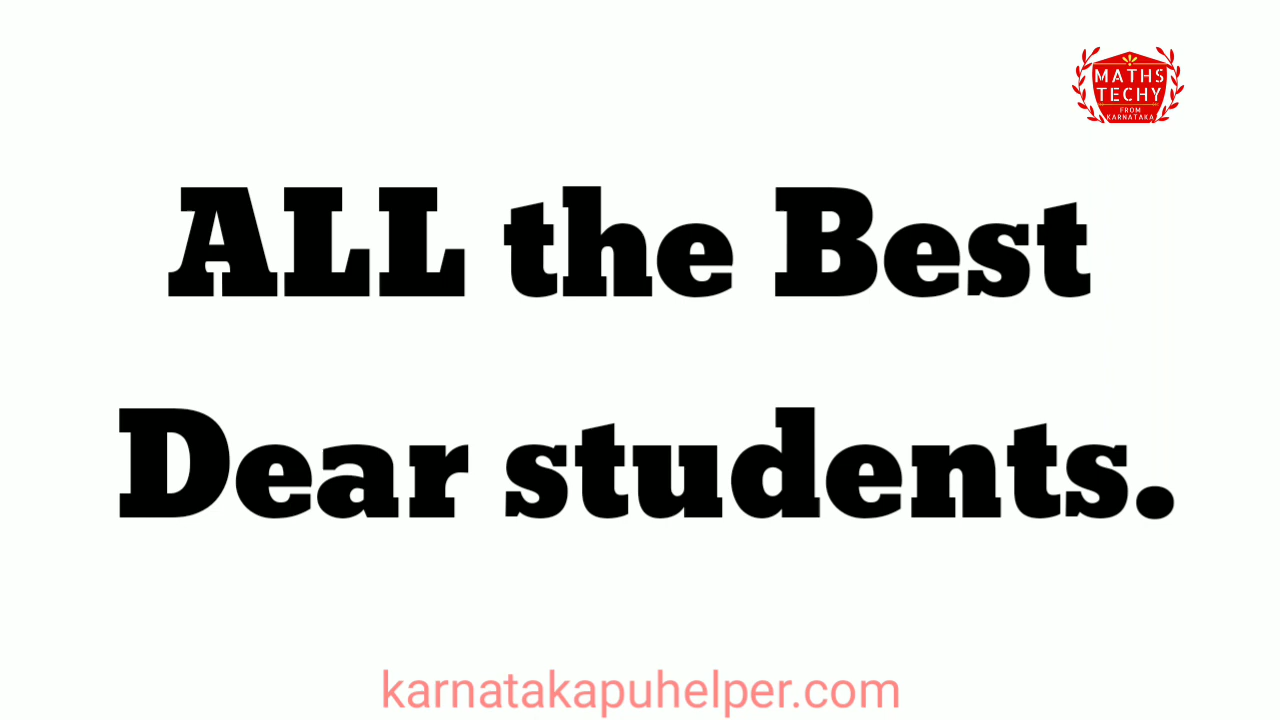 MATHS
TECHY
FROM
KARNATAKA
ALL the Best
Dear students.
karnatakapuhelper.com